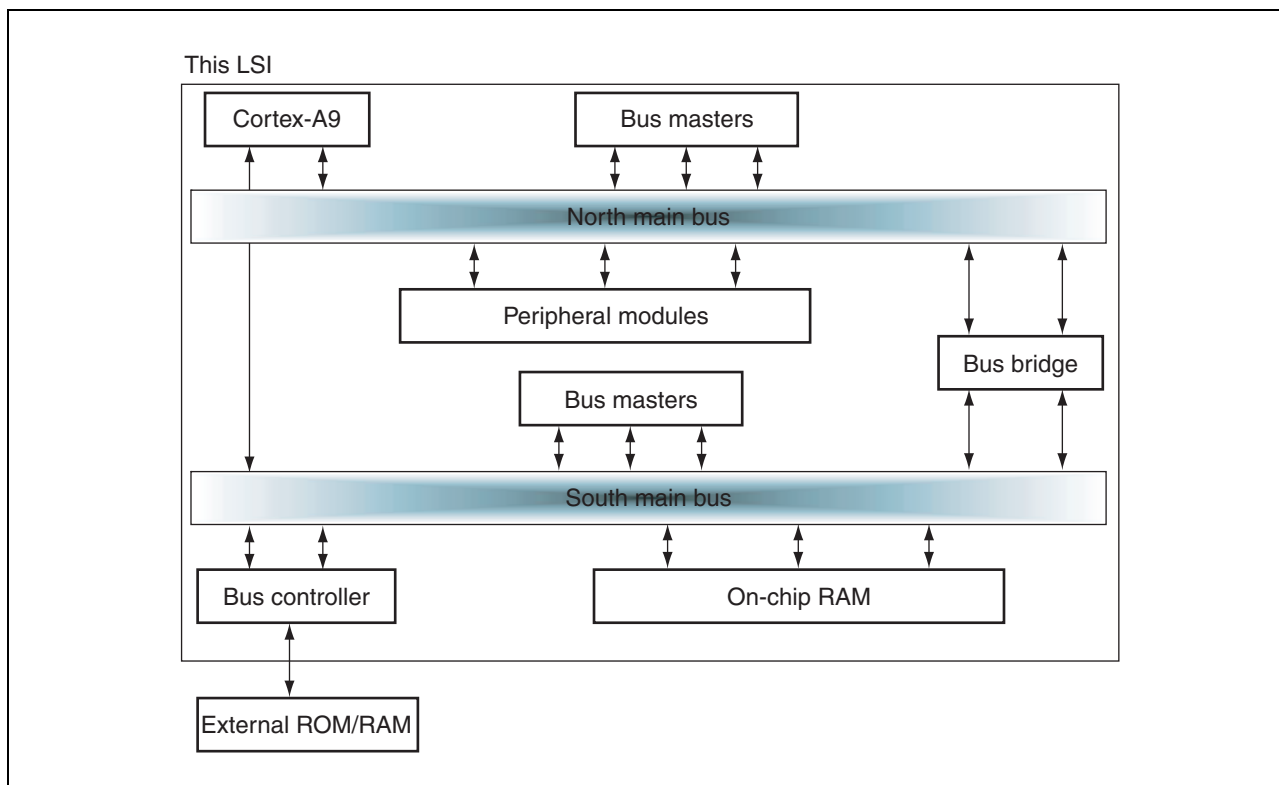 This LSI
Cortex-A9
Bus masters
North main bus
Peripheral modules
Bus bridge
Bus masters
South main bus
Bus controller
On-chip RAM
External ROM/RAM